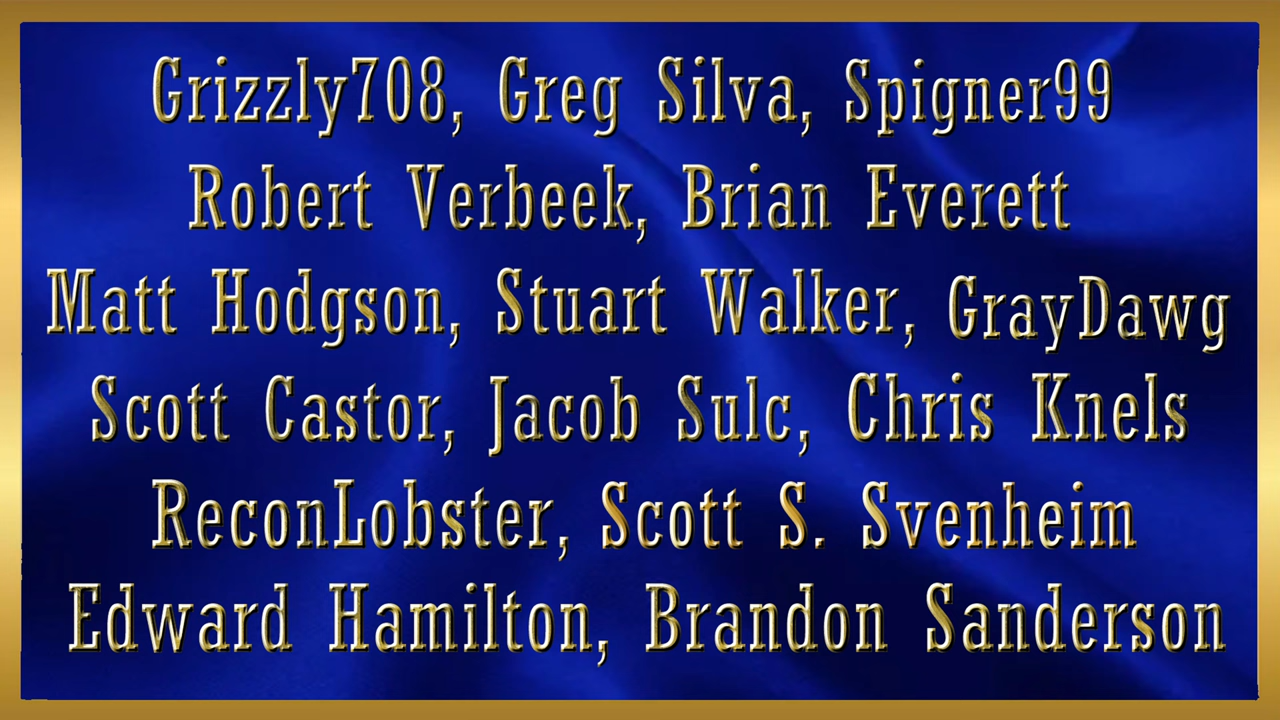 Grizzly708, Greg Silva, Spigner99
Robert Verbeek, Brian Everett
Matt Hodgson, Stuart Walker, GrayDawg
Scott Castor, Jacob Sulc, Chris Knels
ReconLobster, Scott S. Svenheim
Edward Hamilton, Brandon Sanderson